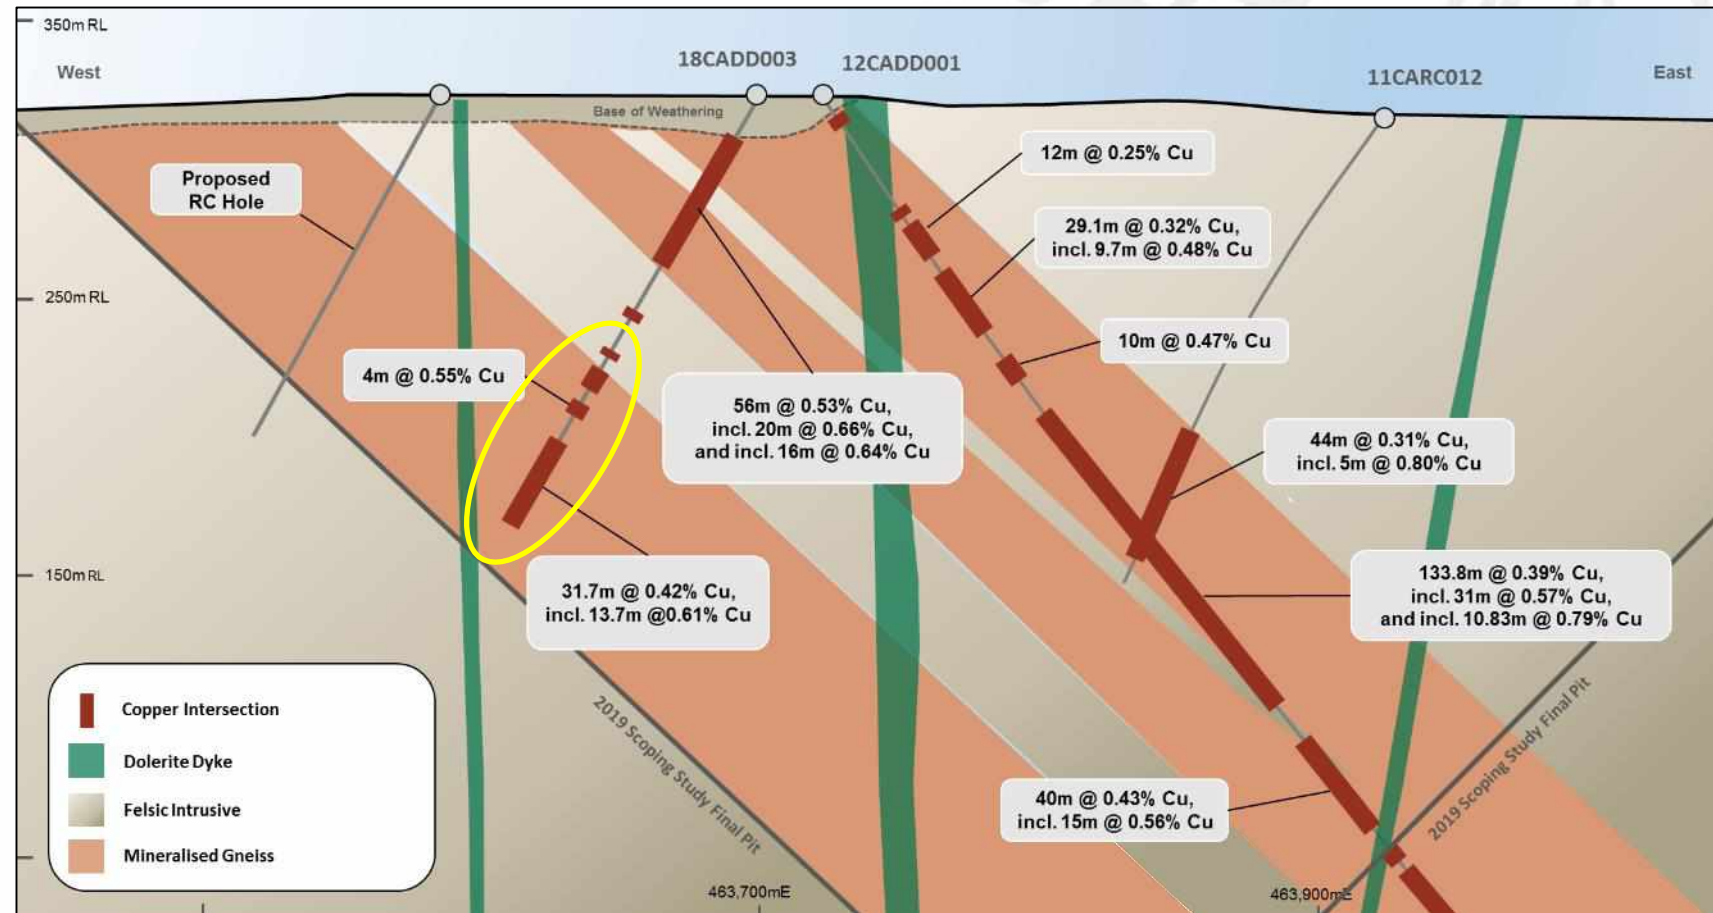 350m RL
West
18CADD003
12CADD001
11CARC012
East
Base of Weathering
Proposed
RC Hole
12m @ 0.25% Cu
29.1m @ 0.32% Cu,
incl. 9.7m @ 0.48% Cu
250m RL
10m @ 0.47% Cu
4m @ 0.55% Cu
56m @ 0.53% Cu,
incl. 20m @ 0.66% Cu,
and incl. 16m @ 0.64% Cu
44m @ 0.31% Cu,
incl. 5m @ 0.80% Cu
150m RL
31.7m @ 0.42% Cu,
incl. 13.7m @0.61% Cu
133.8m @ 0.39% Cu,
incl. 31m @ 0.57% Cu,
and incl. 10.83m @ 0.79% Cu
Copper Intersection
Dolerite Dyke
Felsic Intrusive
Mineralised Gneiss
2019 Scoping Study Final Pit
2019 Scoping Study Final Pit
40m @ 0.43% Cu,
incl. 15m @ 0.56% Cu
463,700mE
463,900mE